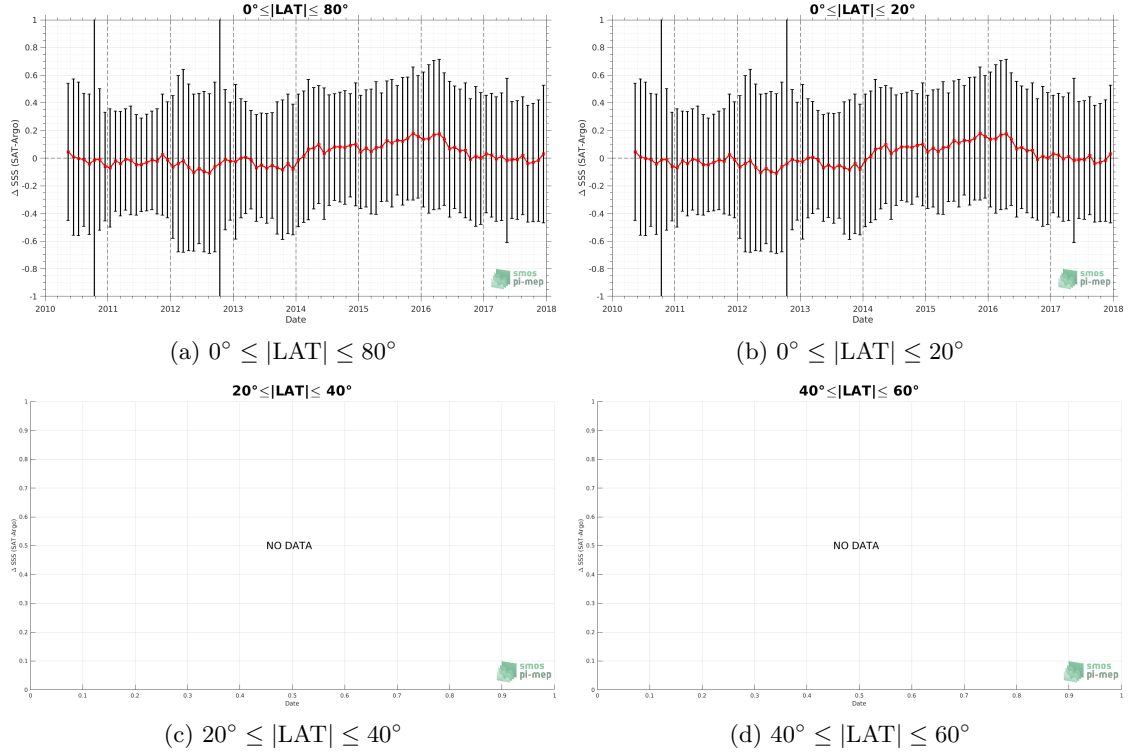 0°≤|LAT|≤ 80°
1
0.8
0.6
0.4
0.2
0
-0.2
-0.4
-0.6
-0.8
-1
Δ SSS (SAT-Argo)
2010 2011 2012 2013 2014 2015 2016 2017 2018
Date
smos
pi-mep
(a) 0° ≤ |LAT| ≤ 80°
0°≤|LAT|≤ 20°
1
0.8
0.6
0.4
0.2
0
-0.2
-0.4
-0.6
-0.8
-1
Δ SSS (SAT-Argo)
2010 2011 2012 2013 2014 2015 2016 2017 2018
Date
smos
pi-mep
(b) 0° ≤ |LAT| ≤ 20°
20°≤|LAT|≤ 40°
1
0.9
0.8
0.7
0.6
0.5
0.4
0.3
0.2
0.1
0
Δ SSS (SAT-Argo)
NO DATA
0 0.1 0.2 0.3 0.4 0.5 0.6 0.7 0.8 0.9 1
Date
smos
pi-mep
(c) 20° ≤ |LAT| ≤ 40°
40°≤|LAT|≤ 60°
1
0.9
0.8
0.7
0.6
0.5
0.4
0.3
0.2
0.1
0
Δ SSS (SAT-Argo)
NO DATA
0 0.1 0.2 0.3 0.4 0.5 0.6 0.7 0.8 0.9 1
Date
smos
pi-mep
(d) 40° ≤ |LAT| ≤ 60°